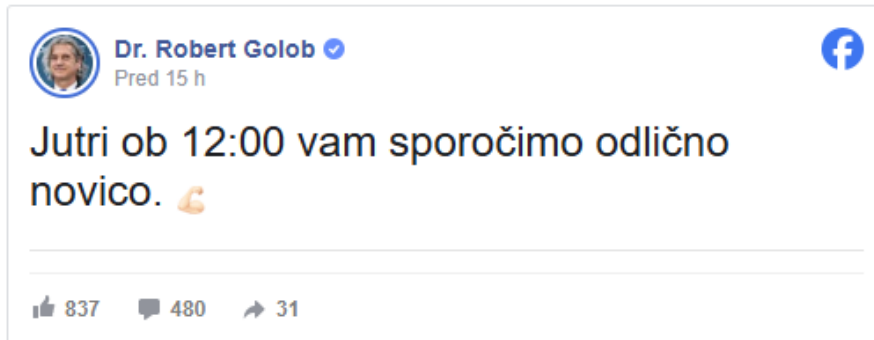 Dr. Robert Golob
Pred 15 h
Jutri ob 12:00 vam sporočimo odlično
novico. 💪🏻
837 480 31